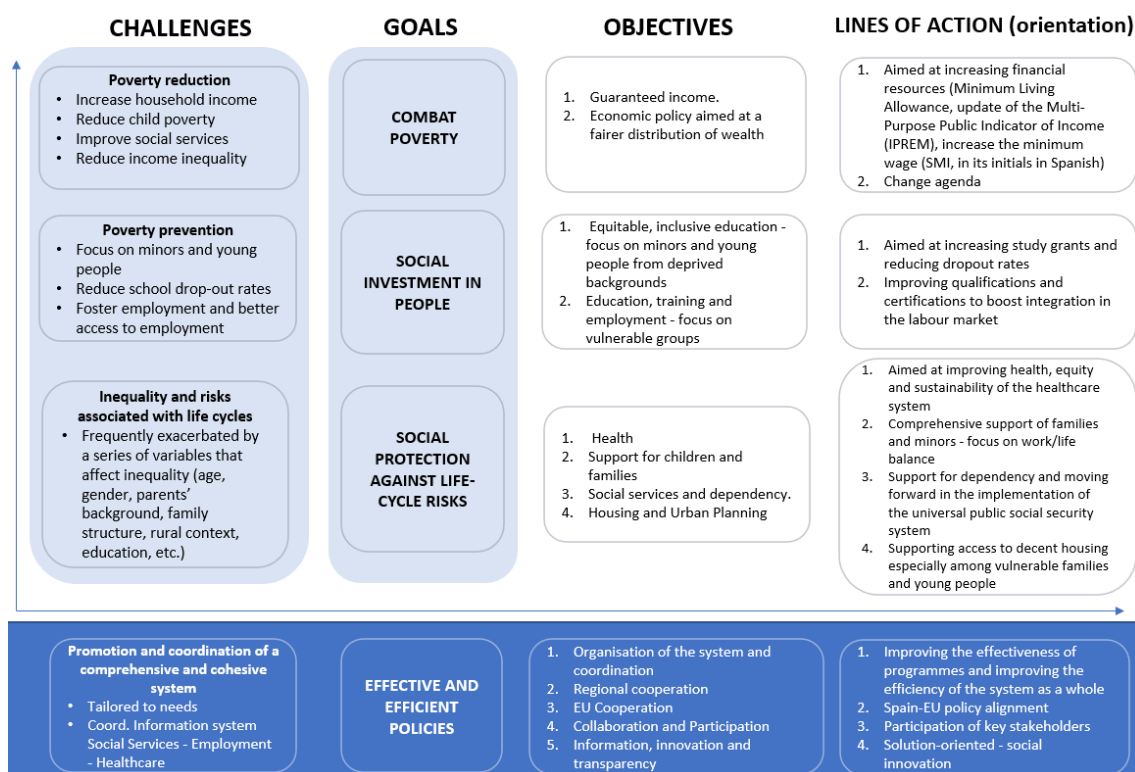 CHALLENGES
GOALS
OBJECTIVES
LINES OF ACTION (orientation)
Poverty reduction
• Increase household income
• Reduce child poverty
• Improve social services
• Reduce income inequality
COMBAT
POVERTY
1. Guaranteed income.
2. Economic policy aimed at a
fairer distribution of wealth
1. Aimed at increasing financial
resources (Minimum Living
Allowance, update of the Multi-
Purpose Public Indicator of Income
(IPREM), increase the minimum
wage (SMI, in its initials in Spanish)
2. Change agenda
Poverty prevention
• Focus on minors and young
people
• Reduce school drop-out rates
• Foster employment and better
access to employment
SOCIAL
INVESTMENT IN
PEOPLE
1. Equitable, inclusive education -
focus on minors and young
people from deprived
backgrounds
2. Education, training and
employment - focus on
vulnerable groups
1. Aimed at increasing study grants and
reducing dropout rates
2. Improving qualifications and
certifications to boost integration in
the labour market
Inequality and risks
associated with life cycles
• Frequently exacerbated by
a series of variables that
affect inequality (age,
gender, parents'
background, family
structure, rural context,
education, etc.)
SOCIAL
PROTECTION
AGAINST LIFE-
CYCLE RISKS
1. Health
2. Support for children and
families
3. Social services and dependency.
4. Housing and Urban Planning
1. Aimed at improving health, equity
and sustainability of the healthcare
system
2. Comprehensive support of families
and minors - focus on work/life
balance
3. Support for dependency and moving
forward in the implementation of
the universal public social security
system
4. Supporting access to decent housing
especially among vulnerable families
and young people
Promotion and coordination of a
comprehensive and cohesive
system
• Tailored to needs
• Coord. Information system
Social Services - Employment
- Healthcare
EFFECTIVE AND
EFFICIENT
POLICIES
1. Organisation of the system and
coordination
2. Regional cooperation
3. EU Cooperation
4. Collaboration and Participation
5. Information, innovation and
transparency
1. Improving the effectiveness of
programmes and improving the
efficiency of the system as a whole
2. Spain-EU policy alignment
3. Participation of key stakeholders
4. Solution-oriented - social
innovation